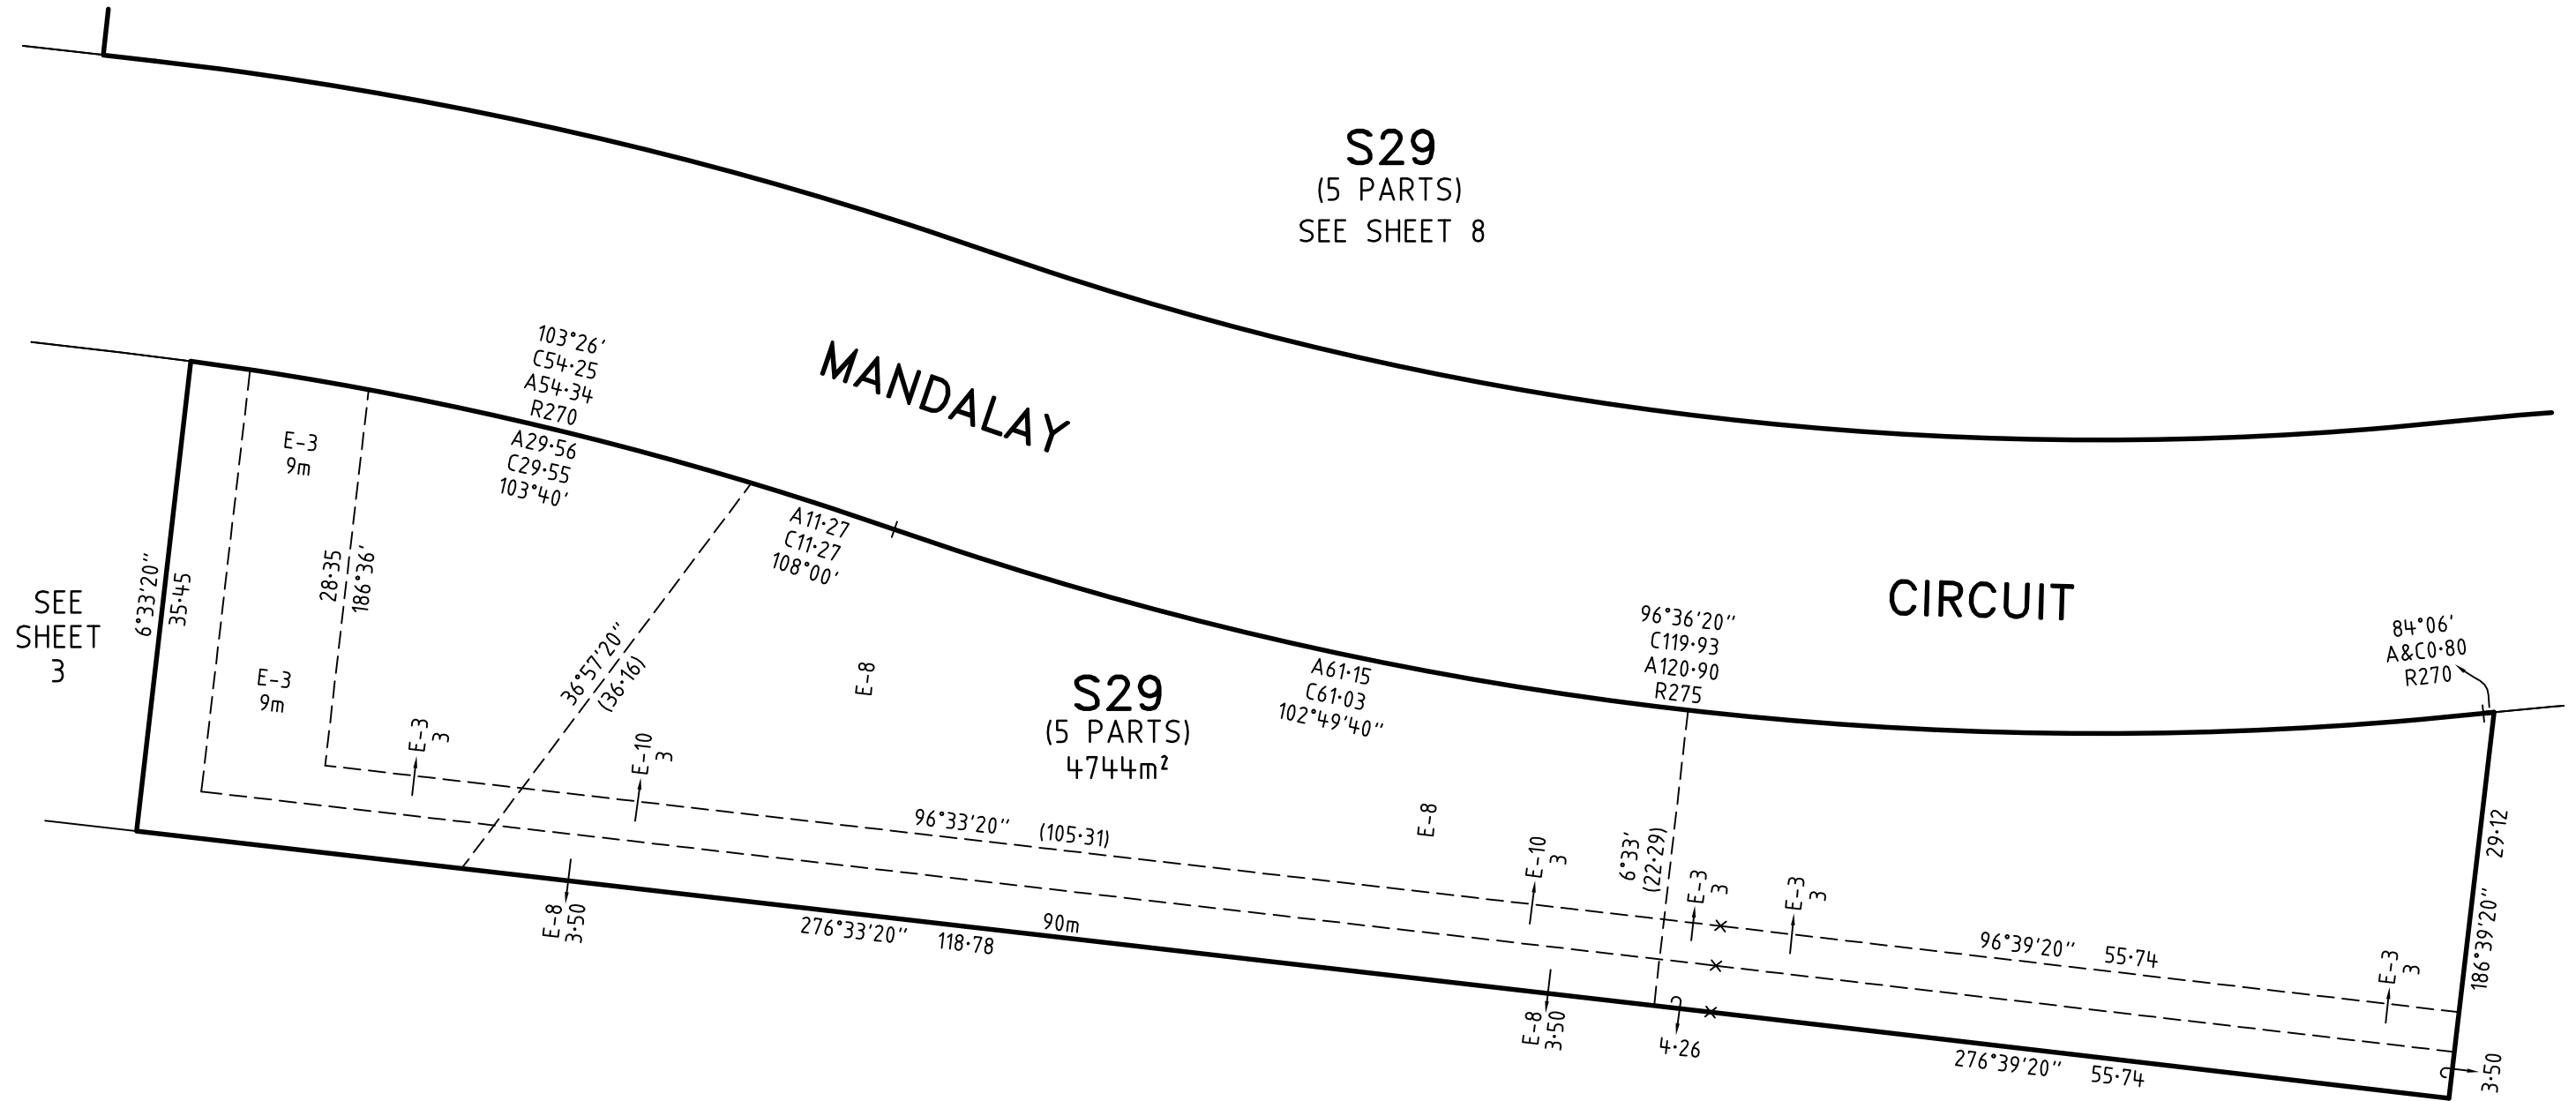 S29
(5 PARTS)
SEE SHEET 8
MANDALAY
CIRCUIT
103°26'
C54·25
A54·34
R270
A29·56
C29·55
103°40'
E-3
9m
28·35
186°36'
6°33'20"
35·45
SEE
SHEET
3
E-3
9m
E-3
3
36°57'20"
(36·16)
E-10
3
A11·27
C11·27
108°00'
E-8
S29
(5 PARTS)
4744m²
A61·15
C61·03
102°49'40"
96°36'20"
C119·93
A120·90
R275
84°06'
A&C0·80
R270
96°33'20" (105·31)
E-8
E-10
3
6°33'
(22·29)
E-3
3
E-3
3
96°39'20" 55·74
E-3
3
29·12
186°39'20"
E-8
3·50
276°33'20" 118·78
90m
E-8
3·50
4·26
276°39'20" 55·74
3·50